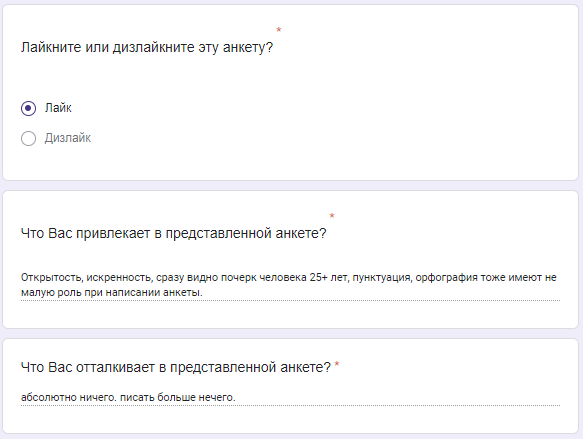 Лайкните или дизлайкните эту анкету? *
Лайк
Дизлайк
Что Вас привлекает в представленной анкете? *
Открытость, искренность, сразу видно почерк человека 25+ лет, пунктуация, орфография тоже имеют не
малую роль при написании анкеты.
Что Вас отталкивает в представленной анкете? *
абсолютно ничего. писать больше нечего.